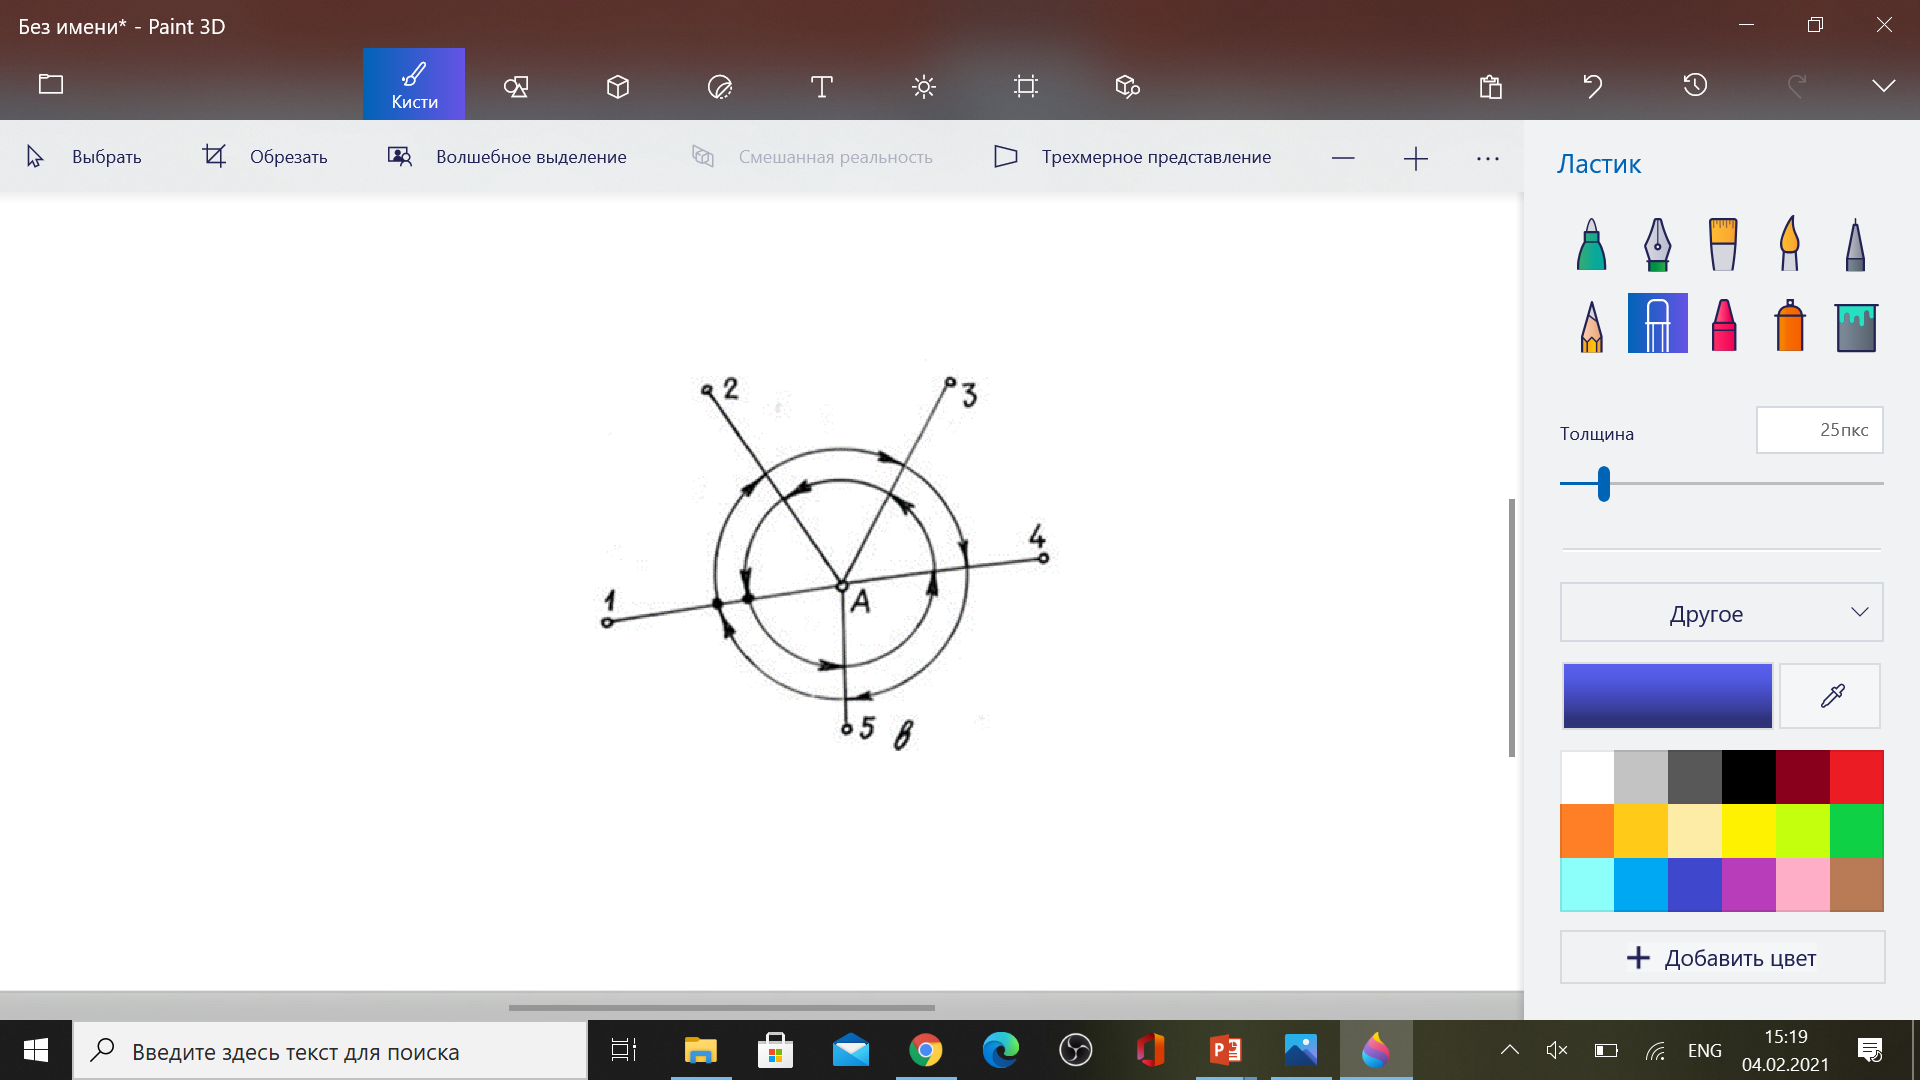 Без имени* - Paint 3D
Кисти
Выбрать
Обрезать
Волшебное выделение
Смешанная реальность
Трехмерное представление
Ластик
Толщина
25пкс
Другое
Добавить цвет
2
3
4
1
A
5 в
Введите здесь текст для поиска
ENG
15:19
04.02.2021